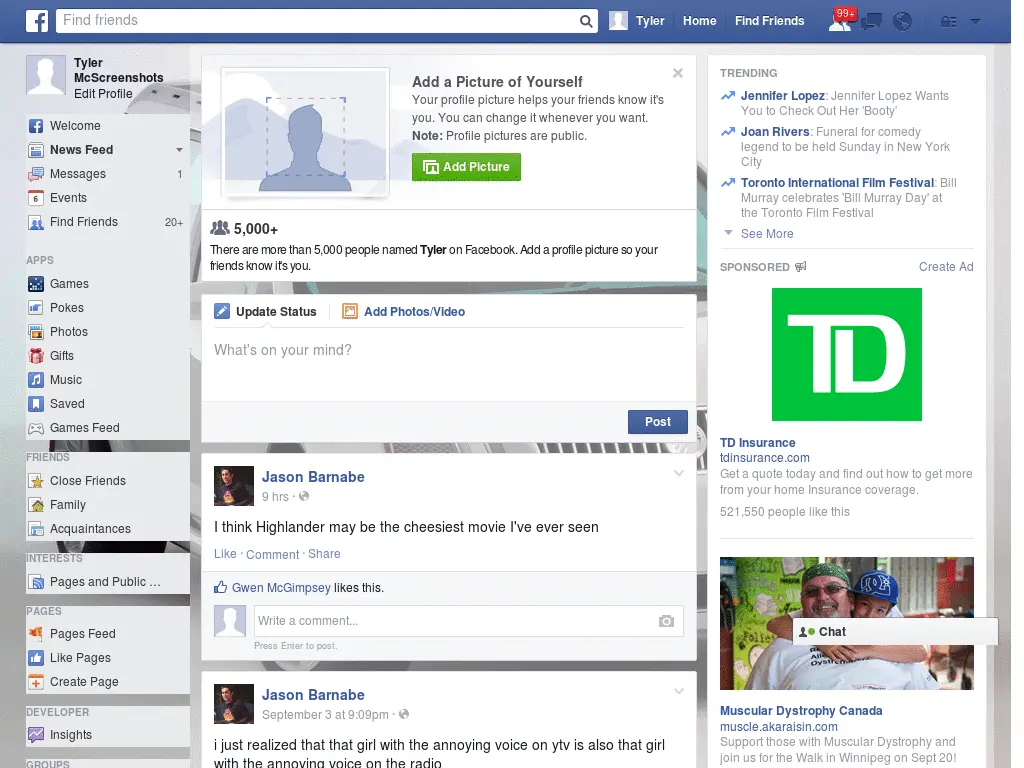 Find friends
Tyler
Home
Find Friends
99+
Tyler
McScreenshots
Edit Profile
Welcome
News Feed
Messages 1
6
Events
Find Friends 20+
APPS
Games
Pokes
Photos
Gifts
Music
Saved
Games Feed
FRIENDS
Close Friends
Family
Acquaintances
INTERESTS
Pages and Public ...
PAGES
Pages Feed
Like Pages
Create Page
DEVELOPER
Insights
GROUPS
Add a Picture of Yourself
Your profile picture helps your friends know it's
you. You can change it whenever you want.
Note: Profile pictures are public.
Add Picture
5,000+
There are more than 5,000 people named Tyler on Facebook. Add a profile picture so your
friends know it's you.
Update Status
Add Photos/Video
What's on your mind?
Post
Jason Barnabe
9 hrs ·
I think Highlander may be the cheesiest movie I've ever seen
Like · Comment · Share
Gwen McGimpsey likes this.
Write a comment...
Press Enter to post.
Jason Barnabe
September 3 at 9:09pm ·
i just realized that that girl with the annoying voice on ytv is also that girl
with the annoying voice on the radio
TRENDING
Jennifer Lopez: Jennifer Lopez Wants
You to Check Out Her 'Booty'
Joan Rivers: Funeral for comedy
legend to be held Sunday in New York
City
Toronto International Film Festival: Bill
Murray celebrates 'Bill Murray Day' at
the Toronto Film Festival
See More
SPONSORED
Create Ad
TD
TD Insurance
tdinsurance.com
Get a quote today and find out how to get more
from your home Insurance coverage.
521,550 people like this
Chat
Muscular Dystrophy Canada
muscle.akaraisin.com
Support those with Muscular Dystrophy and
join us for the Walk in Winnipeg on Sept 20!